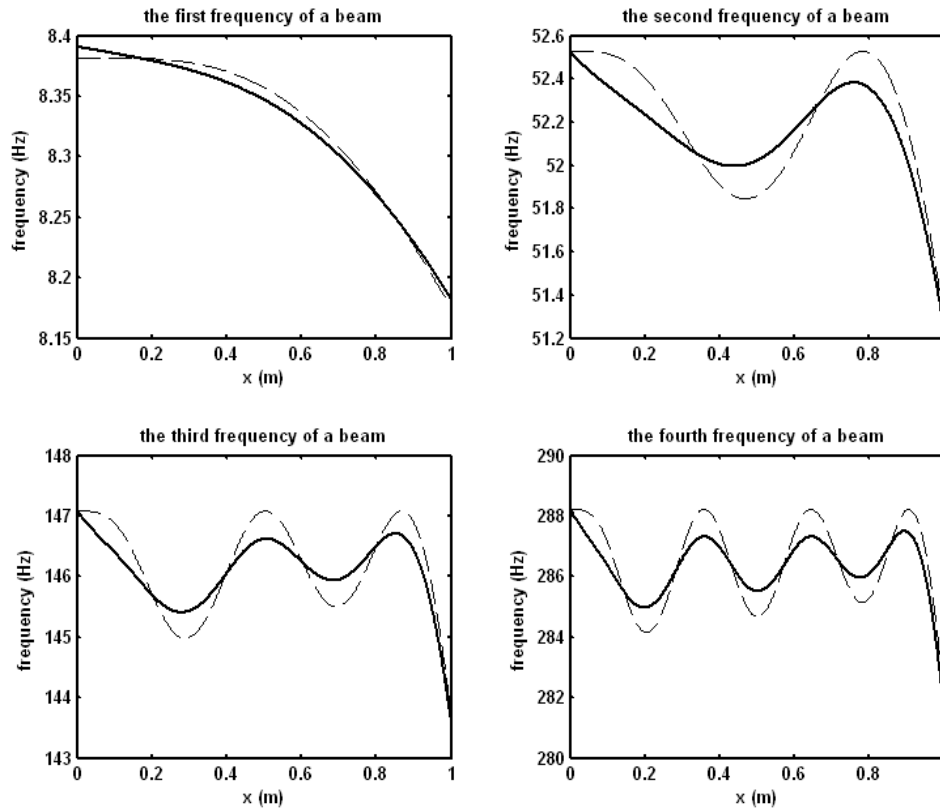 the first frequency of a beam
8.4
8.35
8.3
8.25
8.2
8.15
frequency (Hz)
0 0.2 0.4 0.6 0.8 1
x (m)
the second frequency of a beam
52.6
52.4
52.2
52
51.8
51.6
51.4
51.2
frequency (Hz)
0 0.2 0.4 0.6 0.8
x (m)
the third frequency of a beam
148
147
146
145
144
143
frequency (Hz)
0 0.2 0.4 0.6 0.8 1
x (m)
the fourth frequency of a beam
290
288
286
284
282
280
frequency (Hz)
0 0.2 0.4 0.6 0.8
x (m)